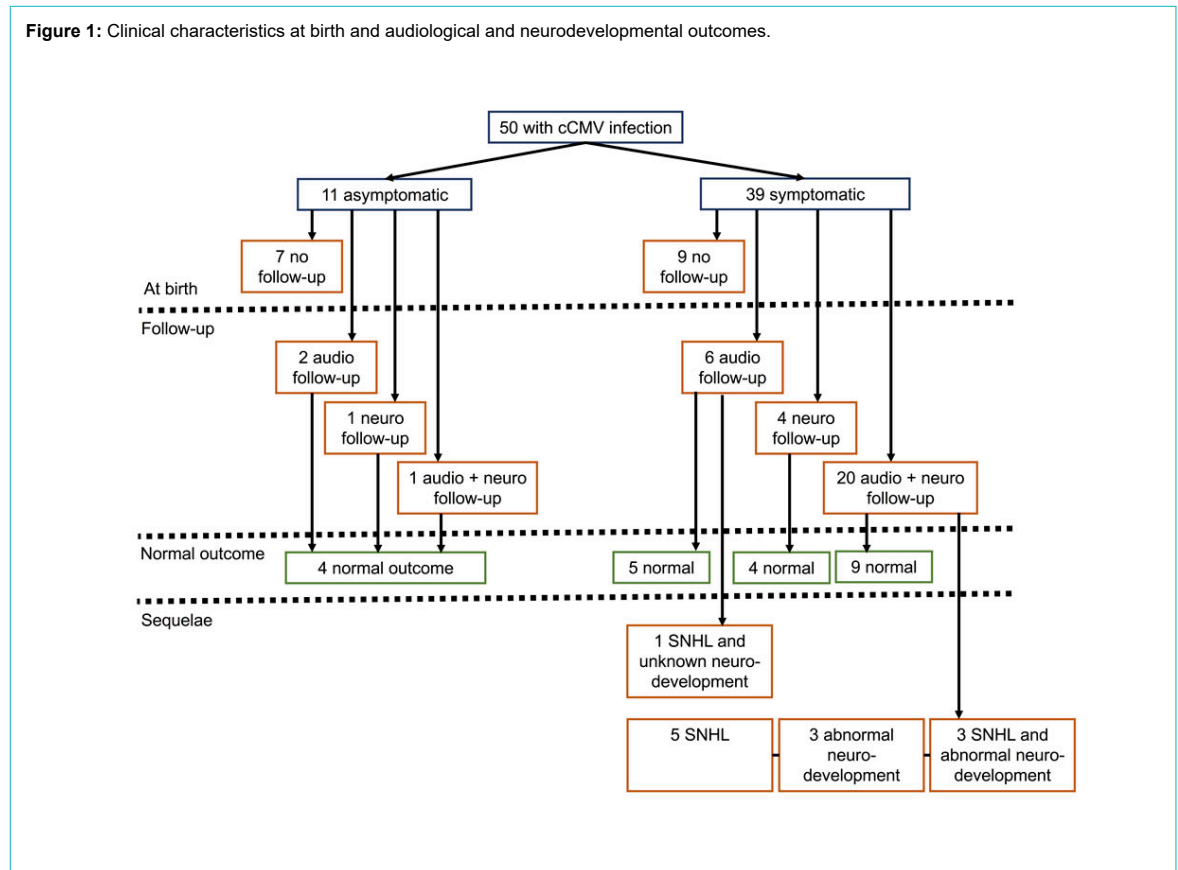 Figure 1: Clinical characteristics at birth and audiological and neurodevelopmental outcomes.
50 with cCMV infection
11 asymptomatic
39 symptomatic
7 no
follow-up
9 no
follow-up
At birth
Follow-up
2 audio
follow-up
6 audio
follow-up
1 neuro
follow-up
4 neuro
follow-up
1 audio + neuro
follow-up
20 audio + neuro
follow-up
Normal outcome
4 normal outcome
5 normal
4 normal
9 normal
Sequelae
1 SNHL and
unknown neuro-
development
5 SNHL
3 abnormal
neuro-
development
3 SNHL and
abnormal neuro-
development